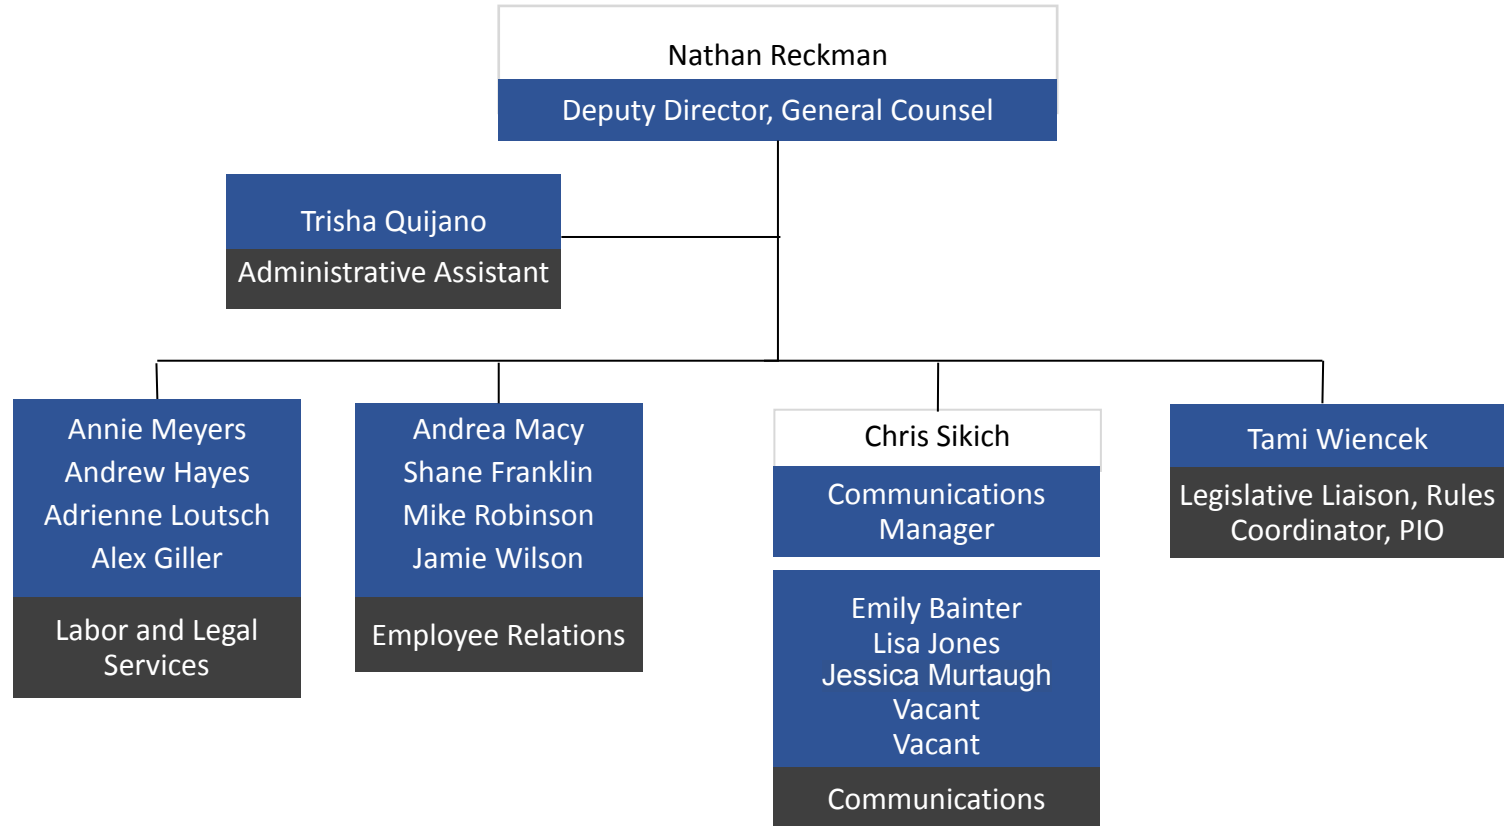 Nathan Reckman
Deputy Director, General Counsel
Trisha Quijano
Administrative Assistant
Annie Meyers
Andrew Hayes
Adrienne Loutsch
Alex Giller
Labor and Legal
Services
Andrea Macy
Shane Franklin
Mike Robinson
Jamie Wilson
Employee Relations
Chris Sikich
Communications
Manager
Emily Bainter
Lisa Jones
Jessica Murtaugh
Vacant
Vacant
Communications
Tami Wiencek
Legislative Liaison, Rules
Coordinator, PIO